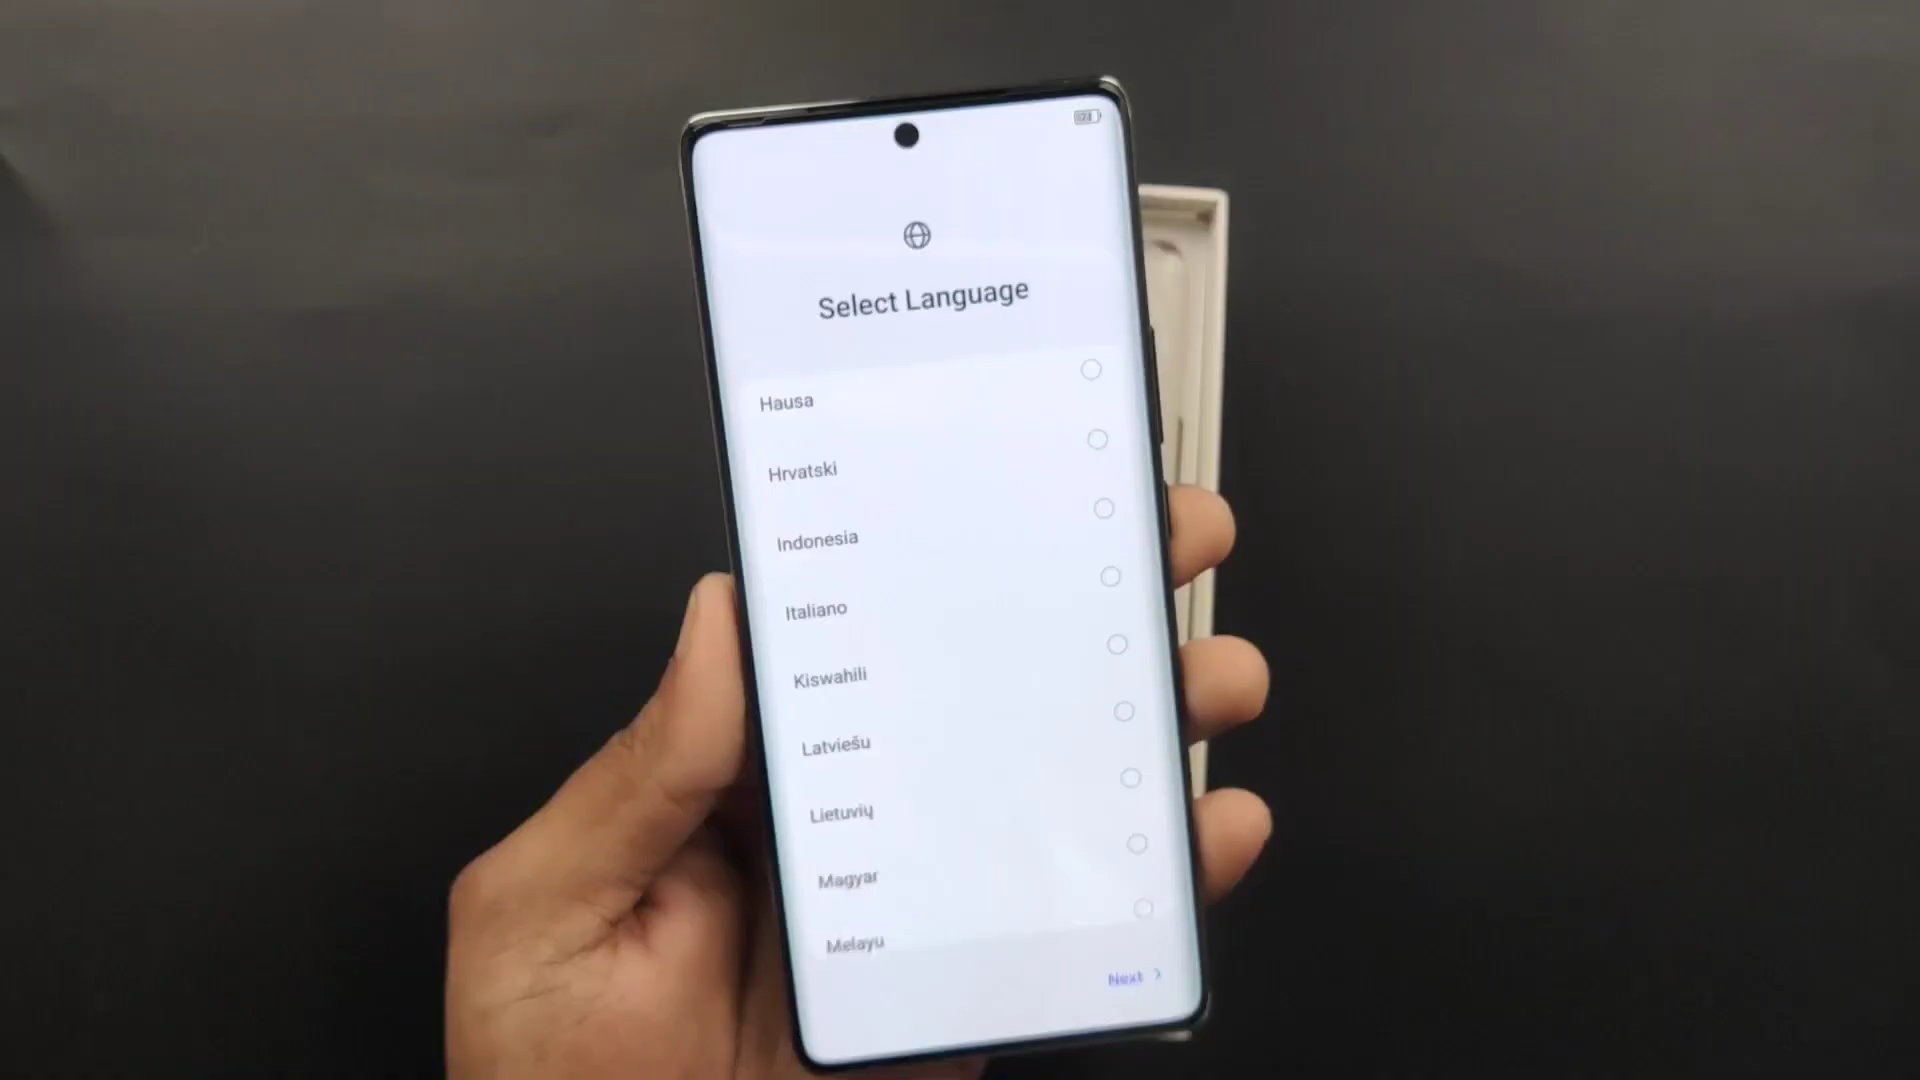 Select Language
Hausa
Hrvatski
Indonesia
Italiano
Kiswahili
Latviešu
Lietuvių
Magyar
Melayu
Next